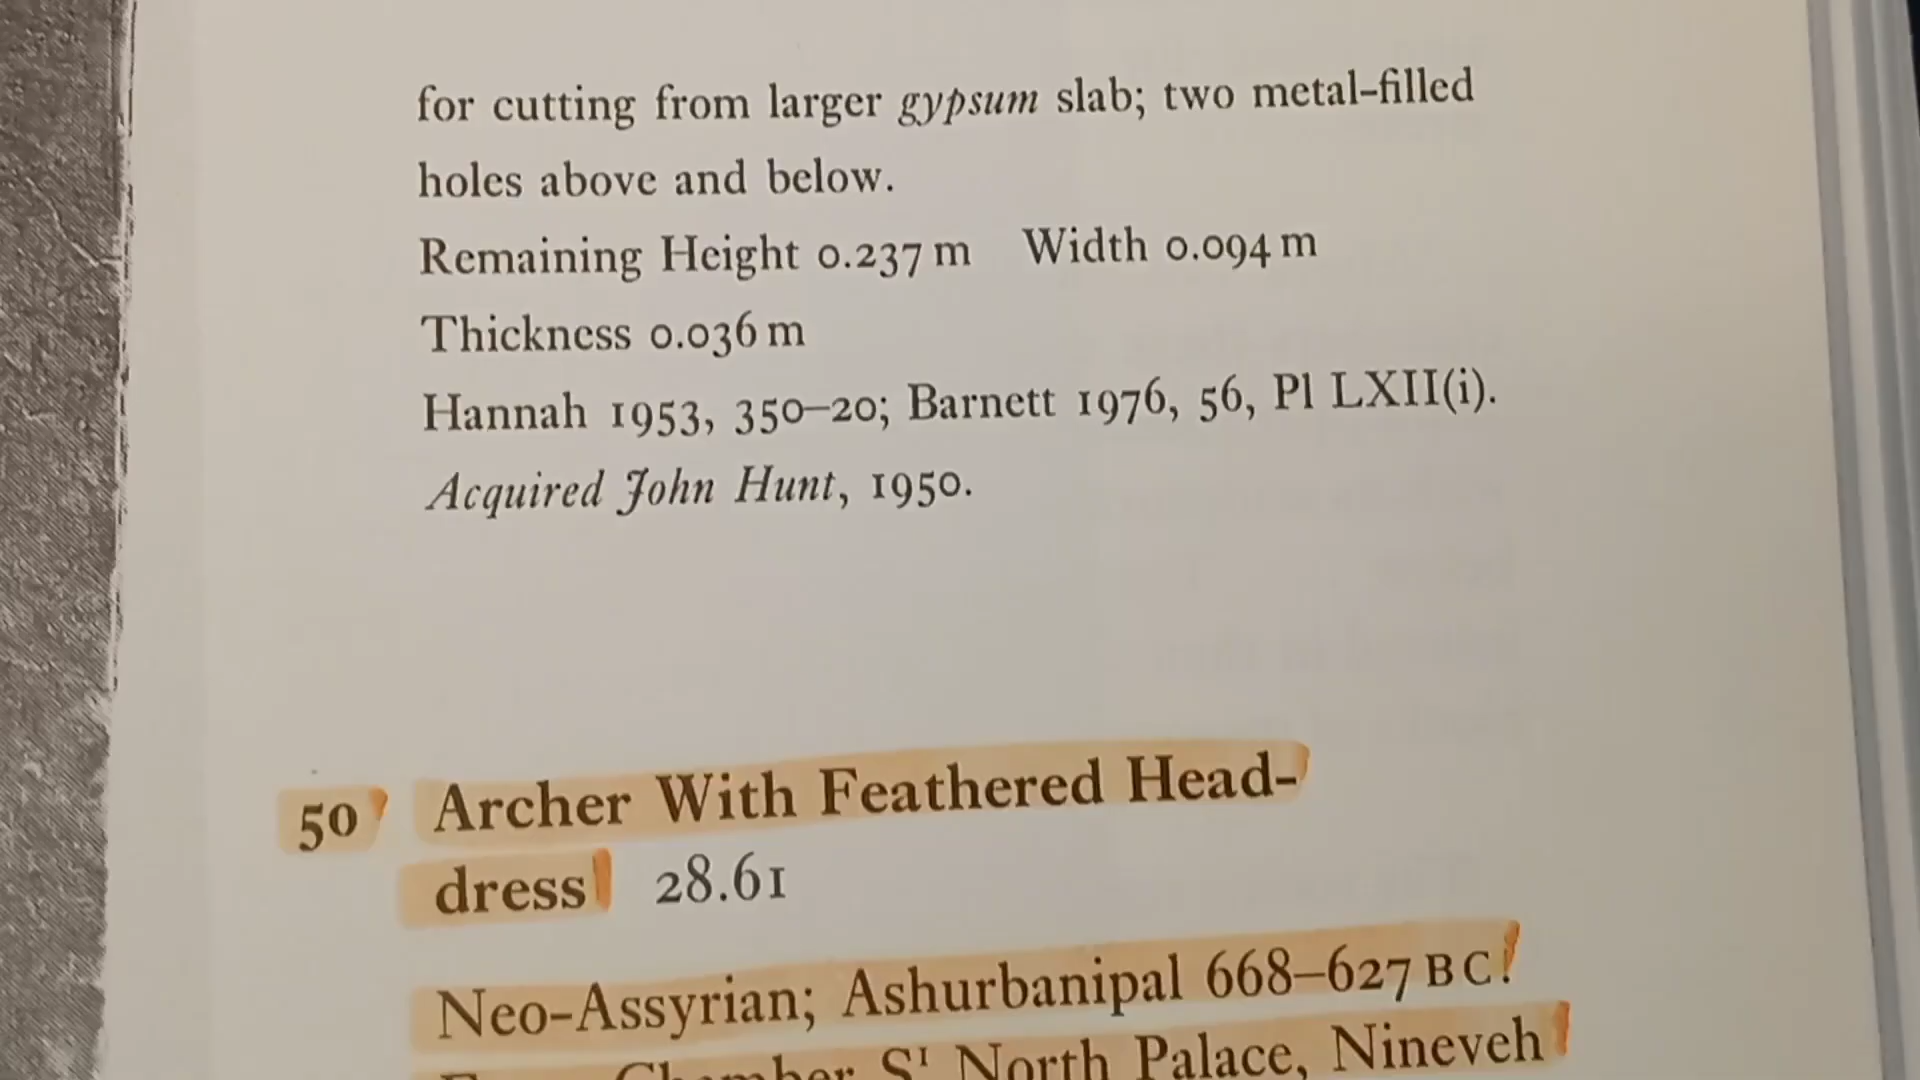 for cutting from larger gypsum slab; two metal-filled
holes above and below.
Remaining Height 0.237 m Width 0.094 m
Thickness 0.036 m
Hannah 1953, 350–20; Barnett 1976, 56, Pl LXII(i).
Acquired John Hunt, 1950.
50 Archer With Feathered Head-
dress 28.61
Neo-Assyrian; Ashurbanipal 668–627 BC.
Chamber S¹ North Palace, Nineveh